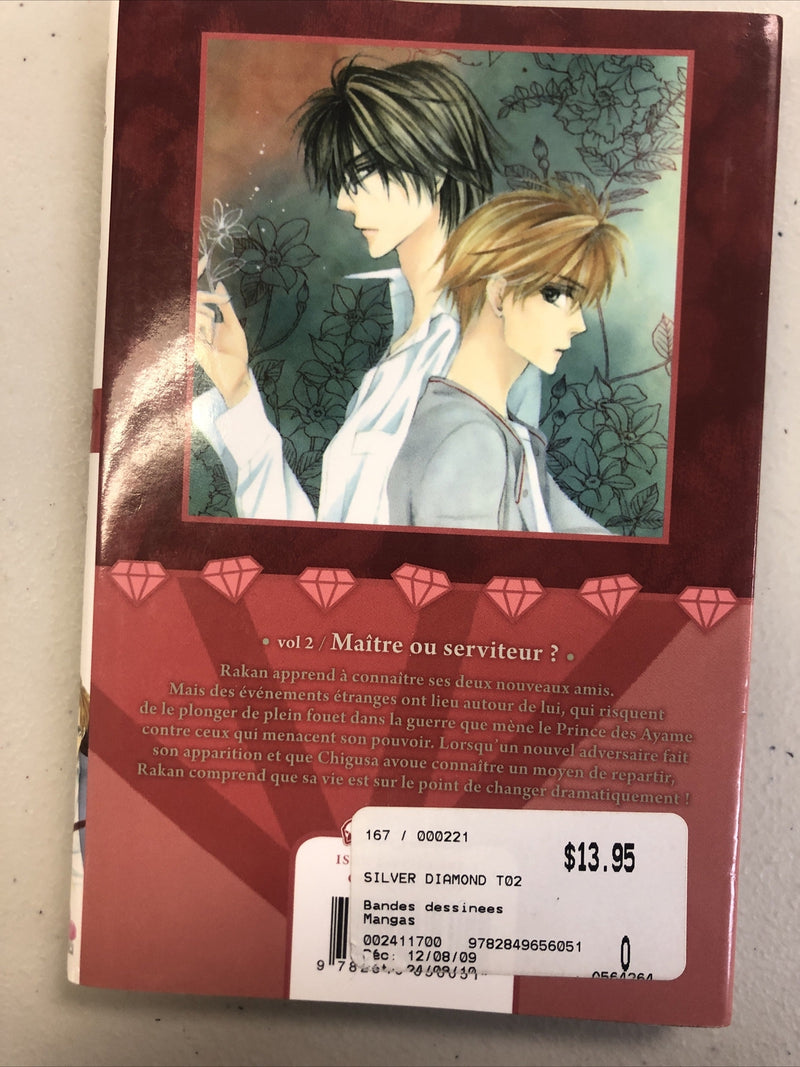 • vol 2 / Maître ou serviteur ? •
Rakan apprend à connaître ses deux nouveaux amis.
Mais des événements étranges ont lieu autour de lui, qui risquent
de le plonger de plein fouet dans la guerre que mène le Prince des Ayame
contre ceux qui menacent son pouvoir. Lorsqu'un nouvel adversaire fait
son apparition et que Chigusa avoue connaître un moyen de repartir,
Rakan comprend que sa vie est sur le point de changer dramatiquement !
167 / 000221
$13.95
IS
SILVER DIAMOND T02
Bandes dessinees
Mangas
002411700 9782849656051
0
12/08/09
9 782